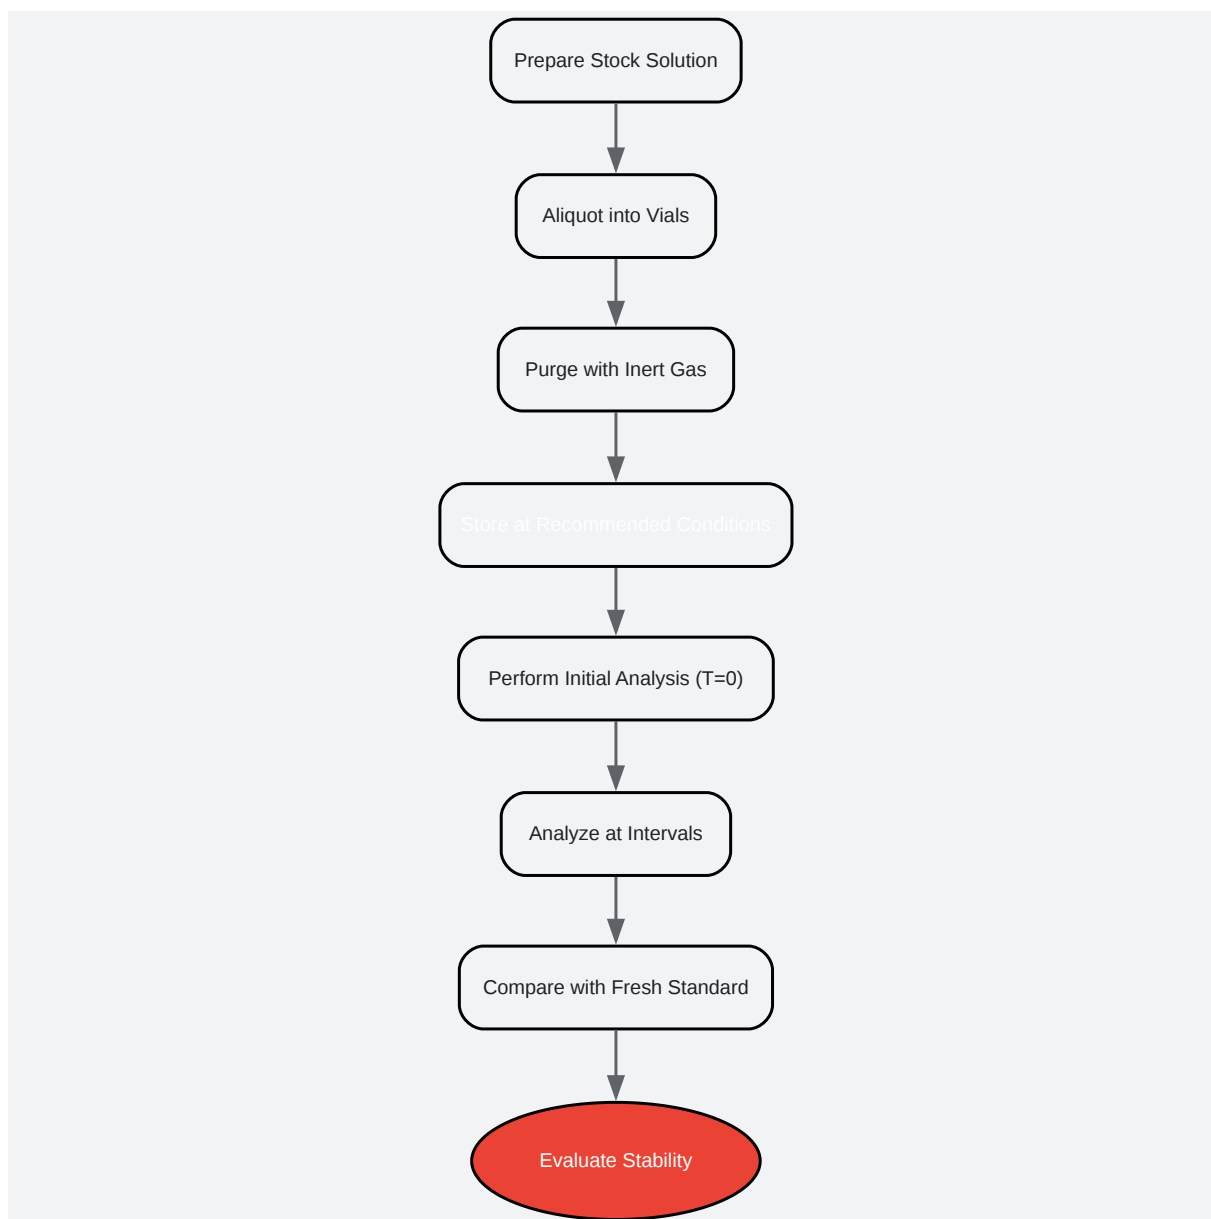 Prepare Stock Solution
Aliquot into Vials
Purge with Inert Gas
Store at Recommended Conditions
Perform Initial Analysis (T=0)
Analyze at Intervals
Compare with Fresh Standard
Evaluate Stability